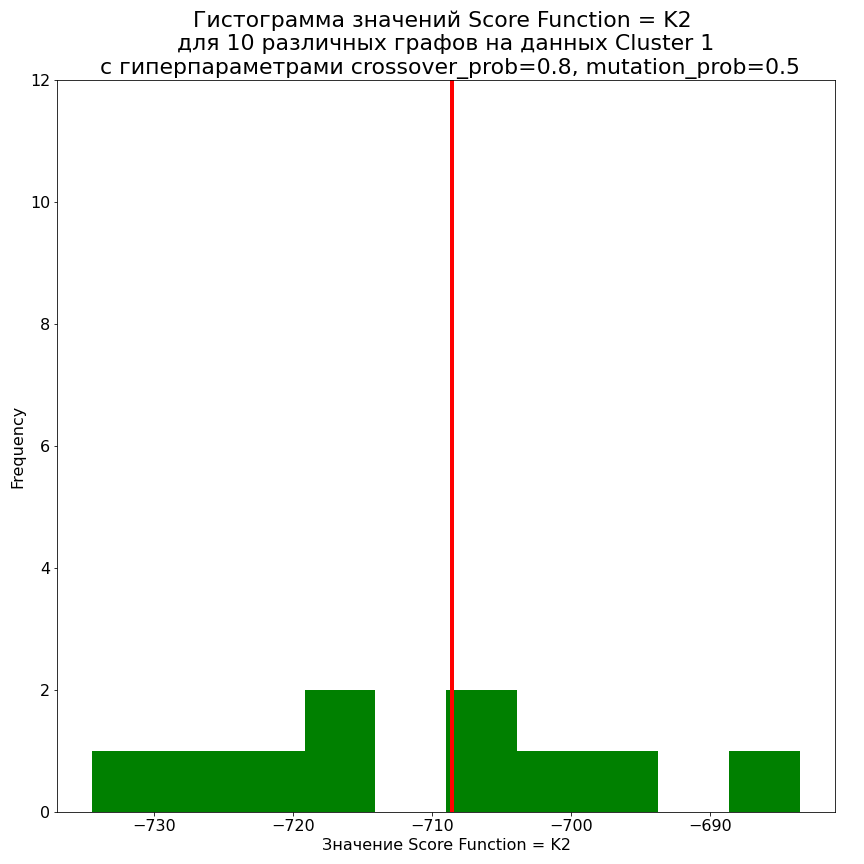 Гистограмма значений Score Function = K2
для 10 различных графов на данных Cluster 1
с гиперпараметрами crossover_prob=0.8, mutation_prob=0.5
12
10
8
6
4
2
0
Frequency
−730 −720 −710 −700 −690
Значение Score Function = K2